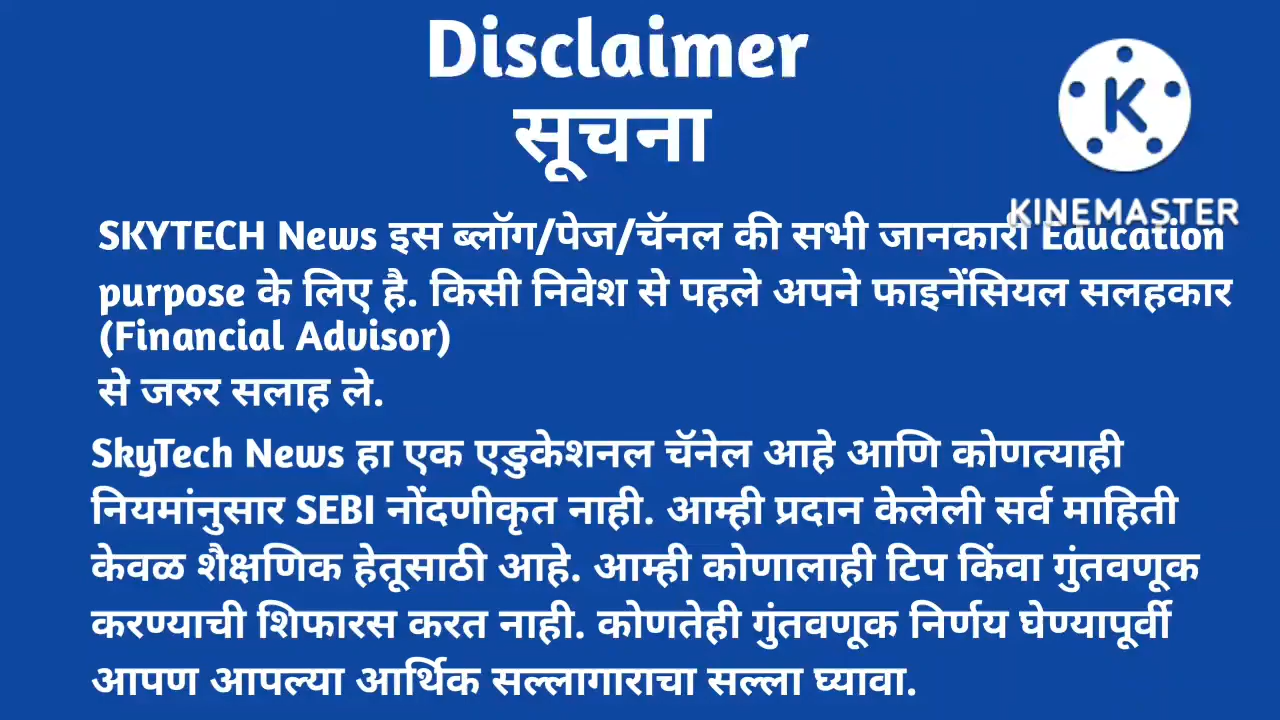 Disclaimer
सूचना
K
KINEMASTER
SKYTECH News इस ब्लॉग/पेज/चॅनल की सभी जानकारी Education
purpose के लिए है. किसी निवेश से पहले अपने फाइनेंसियल सलहकार
(Financial Advisor)
से जरुर सलाह ले.
SkyTech News हा एक एडुकेशनल चॅनेल आहे आणि कोणत्याही
नियमांनुसार SEBI नोंदणीकृत नाही. आम्ही प्रदान केलेली सर्व माहिती
केवळ शैक्षणिक हेतूसाठी आहे. आम्ही कोणालाही टिप किंवा गुंतवणूक
करण्याची शिफारस करत नाही. कोणतेही गुंतवणूक निर्णय घेण्यापूर्वी
आपण आपल्या आर्थिक सल्लागाराचा सल्ला घ्यावा.